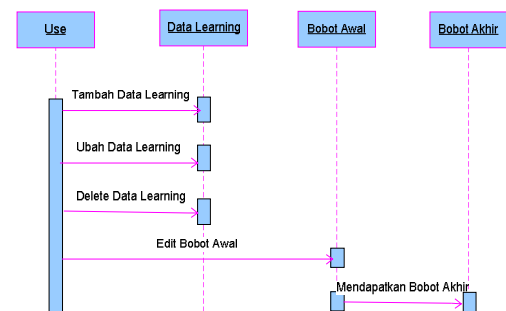 Use
Data Learning
Bobot Awal
Bobot Akhir
Tambah Data Learning
Ubah Data Learning
Delete Data Learning
Edit Bobot Awal
Mendapatkan Bobot Akhir